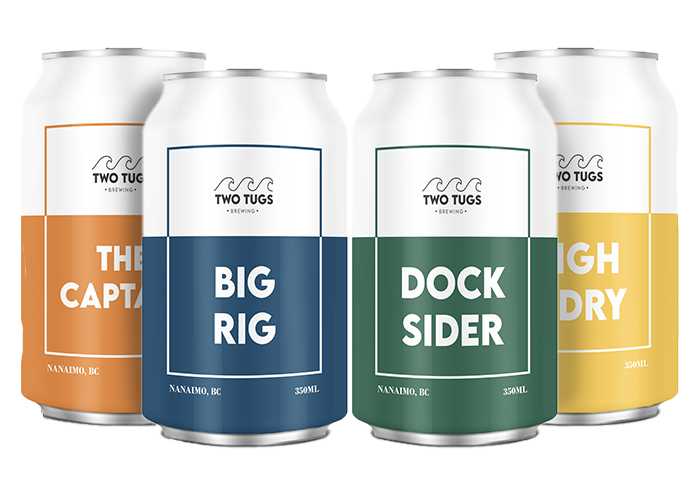 TWO TUGS
BREWING
THE
CAPTA
NANAIMO, BC
TWO TUGS
• BREWING •
BIG
RIG
NANAIMO, BC
350ML
TWO TUGS
• BREWING •
DOCK
SIDER
NANAIMO, BC
350ML
TWO TUGS
• BREWING •
IGH
DRY
350ML